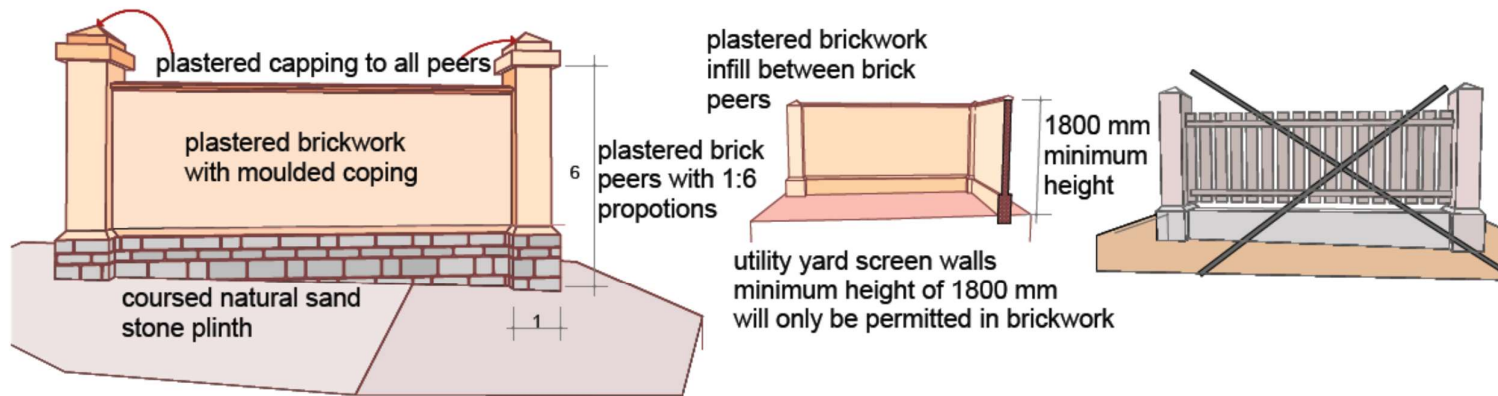 plastered capping to all peers
plastered brickwork
with moulded coping
6
plastered brick
peers with 1:6
propotions
coursed natural sand
stone plinth
1
plastered brickwork
infill between brick
peers
1800 mm
minimum
height
utility yard screen walls
minimum height of 1800 mm
will only be permitted in brickwork